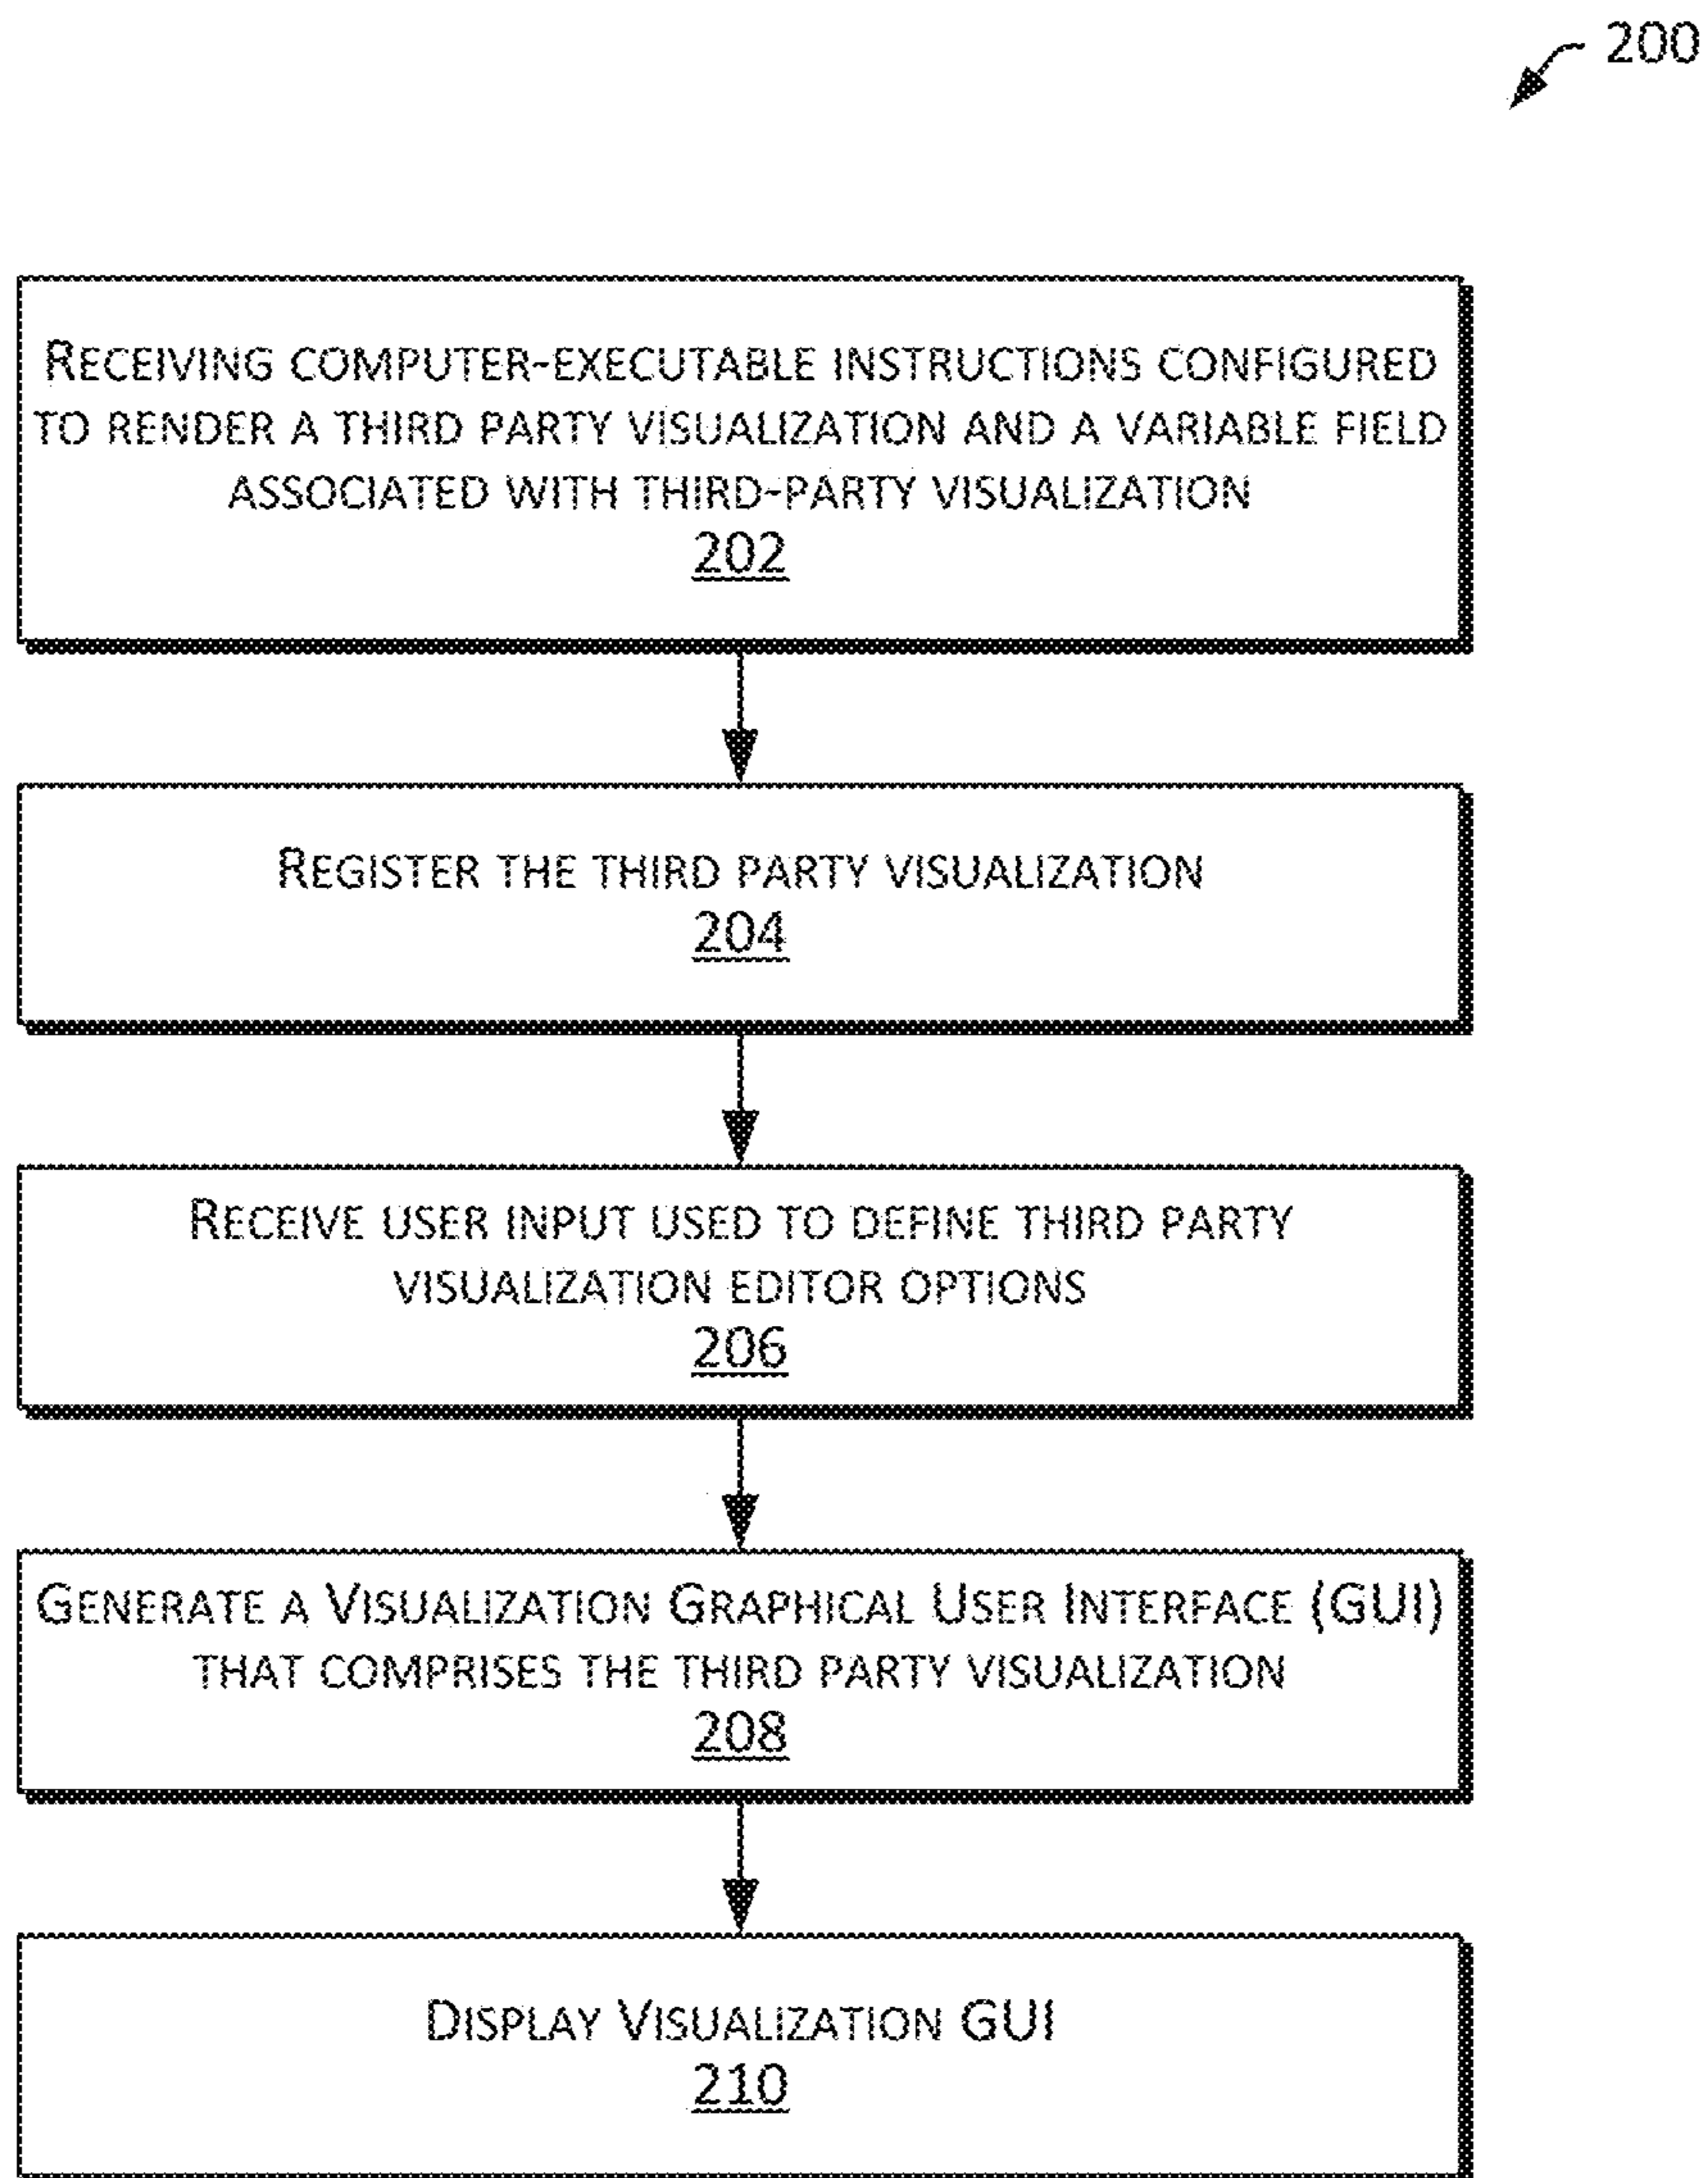 200
RECEIVING COMPUTER-EXECUTABLE INSTRUCTIONS CONFIGURED
TO RENDER A THIRD PARTY VISUALIZATION AND A VARIABLE FIELD
ASSOCIATED WITH THIRD-PARTY VISUALIZATION
202
REGISTER THE THIRD PARTY VISUALIZATION
204
RECEIVE USER INPUT USED TO DEFINE THIRD PARTY
VISUALIZATION EDITOR OPTIONS
206
GENERATE A VISUALIZATION GRAPHICAL USER INTERFACE (GUI)
THAT COMPRISES THE THIRD PARTY VISUALIZATION
208
DISPLAY VISUALIZATION GUI
210